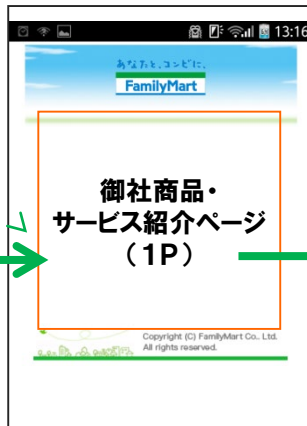 13:16
あなたと、コンビに、
FamilyMart
御社商品・
サービス紹介ページ
（1P）
Copyright (C) FamilyMart Co., Ltd.
All rights reserved.